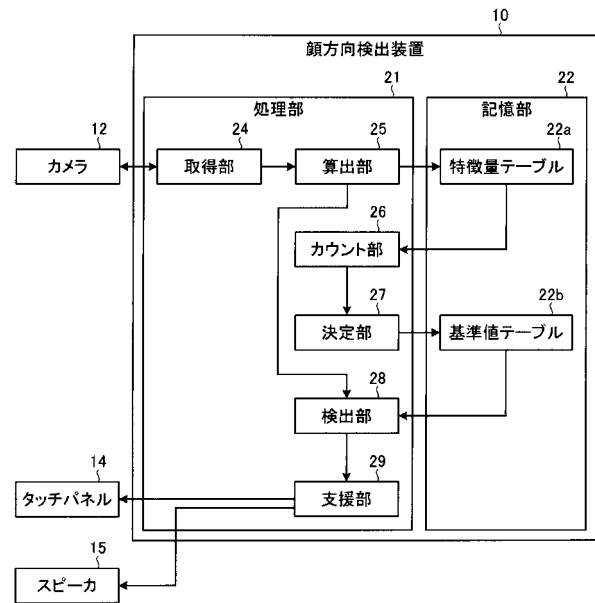 10
顔方向検出装置
21
22
処理部
記憶部
12
24
25
22a
カメラ
取得部
算出部
特徴量テーブル
26
カウント部
27
22b
決定部
基準値テーブル
28
検出部
14
29
タッチパネル
支援部
15
スピーカ